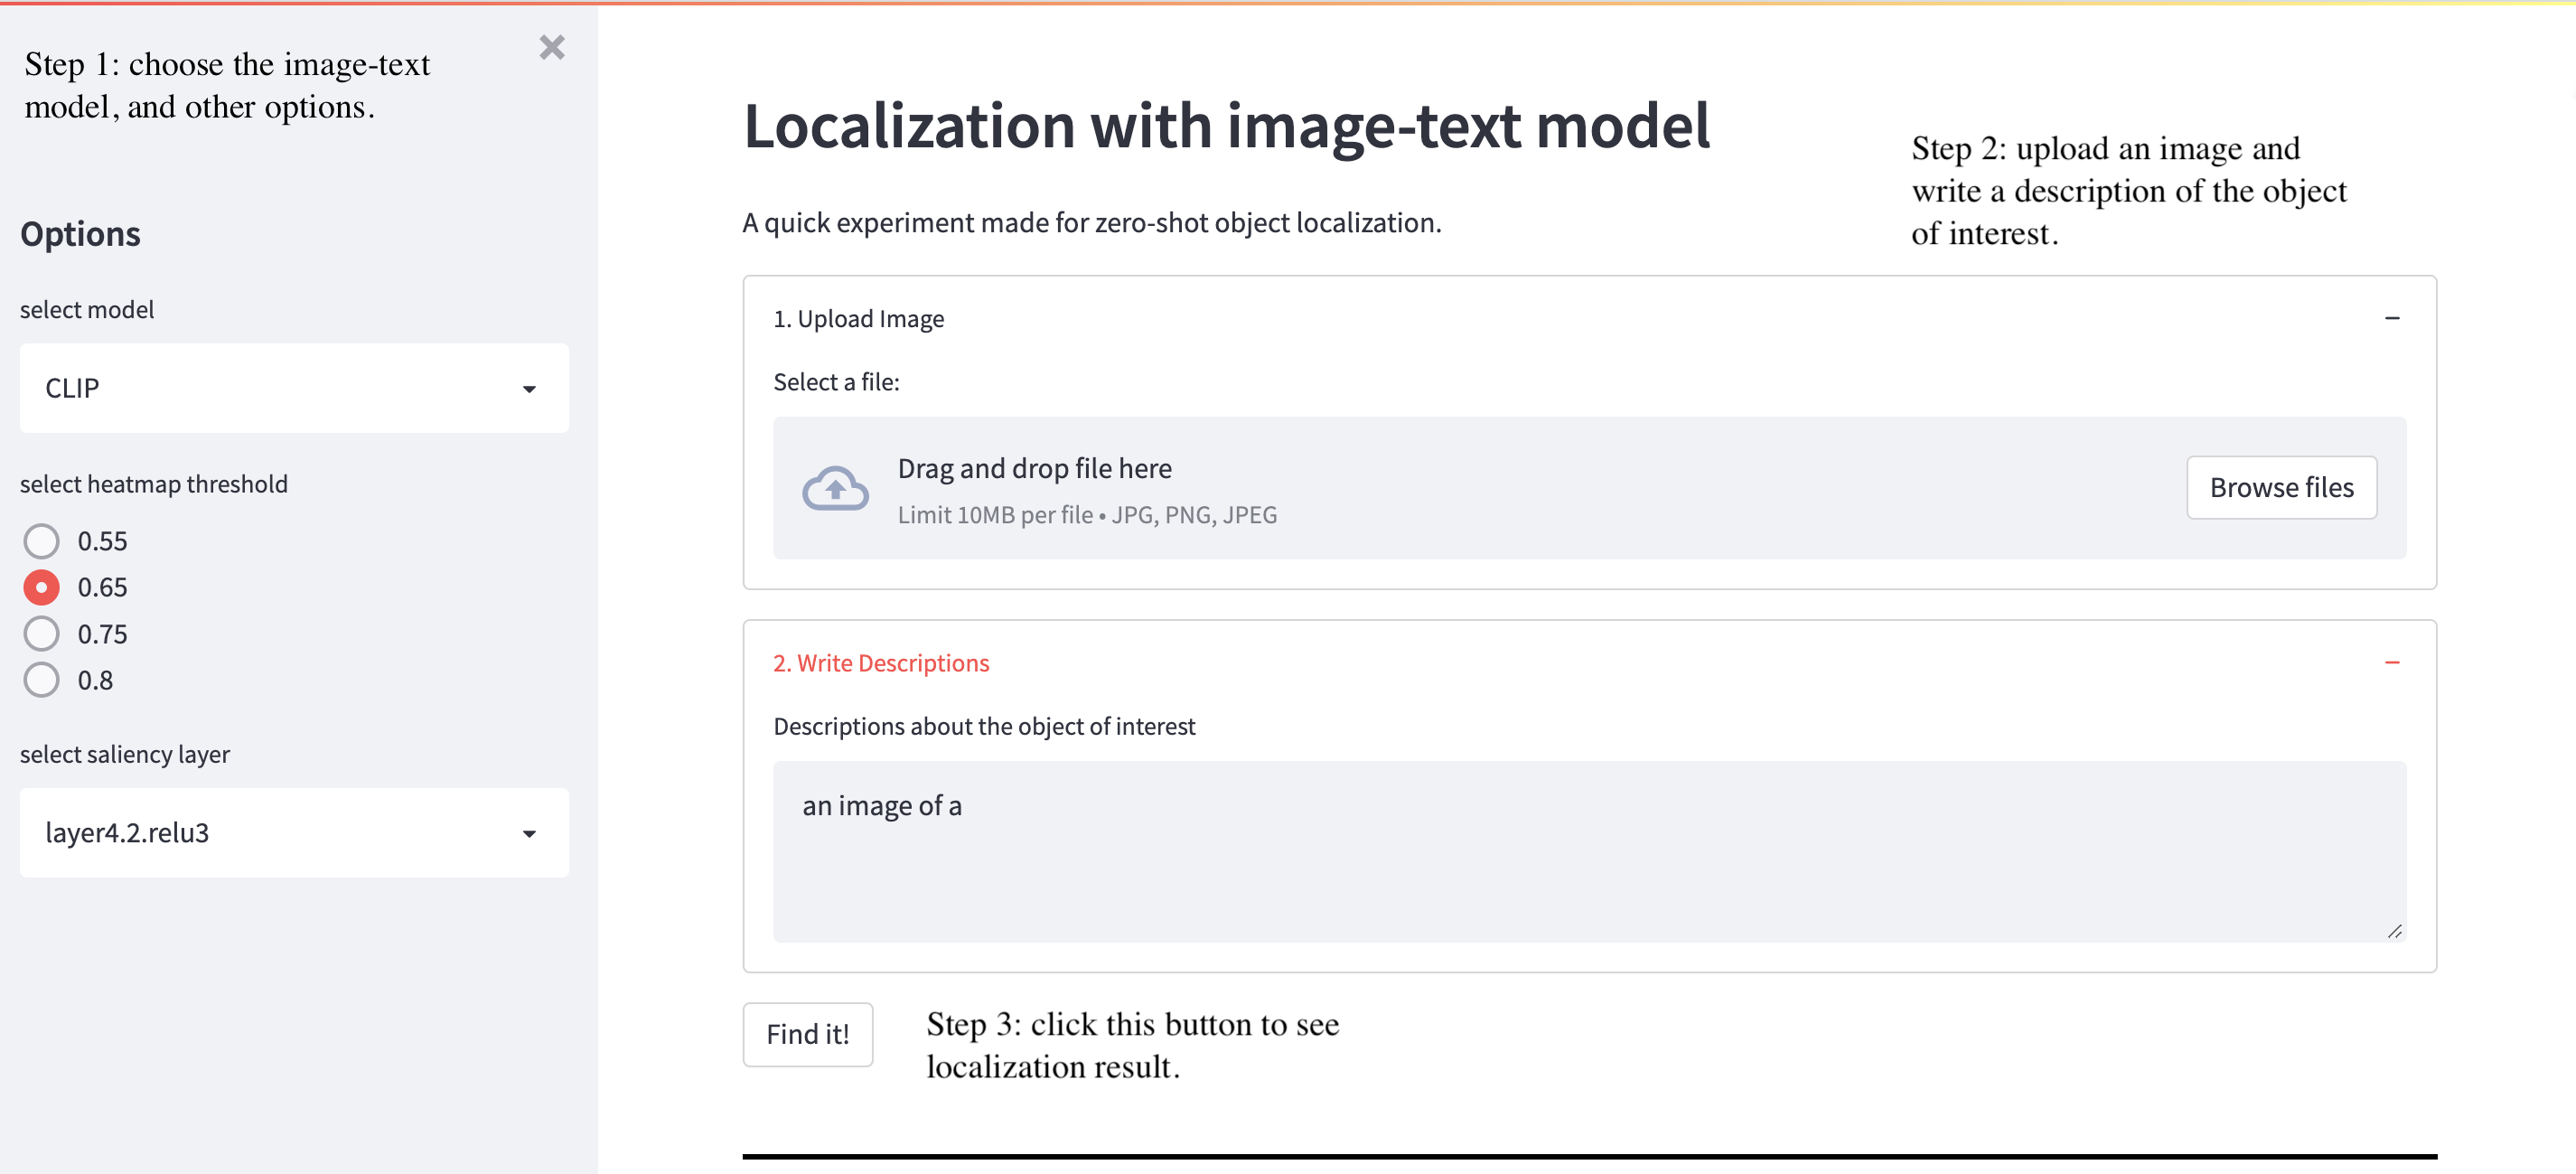 Step 1: choose the image-text
model, and other options.
Options
select model
CLIP
select heatmap threshold
0.55
0.65
0.75
0.8
select saliency layer
layer4.2.relu3
Localization with image-text model
Step 2: upload an image and
write a description of the object
of interest.
A quick experiment made for zero-shot object localization.
1. Upload Image
Select a file:
Drag and drop file here
Limit 10MB per file • JPG, PNG, JPEG
Browse files
2. Write Descriptions
Descriptions about the object of interest
an image of a
Find it!
Step 3: click this button to see
localization result.